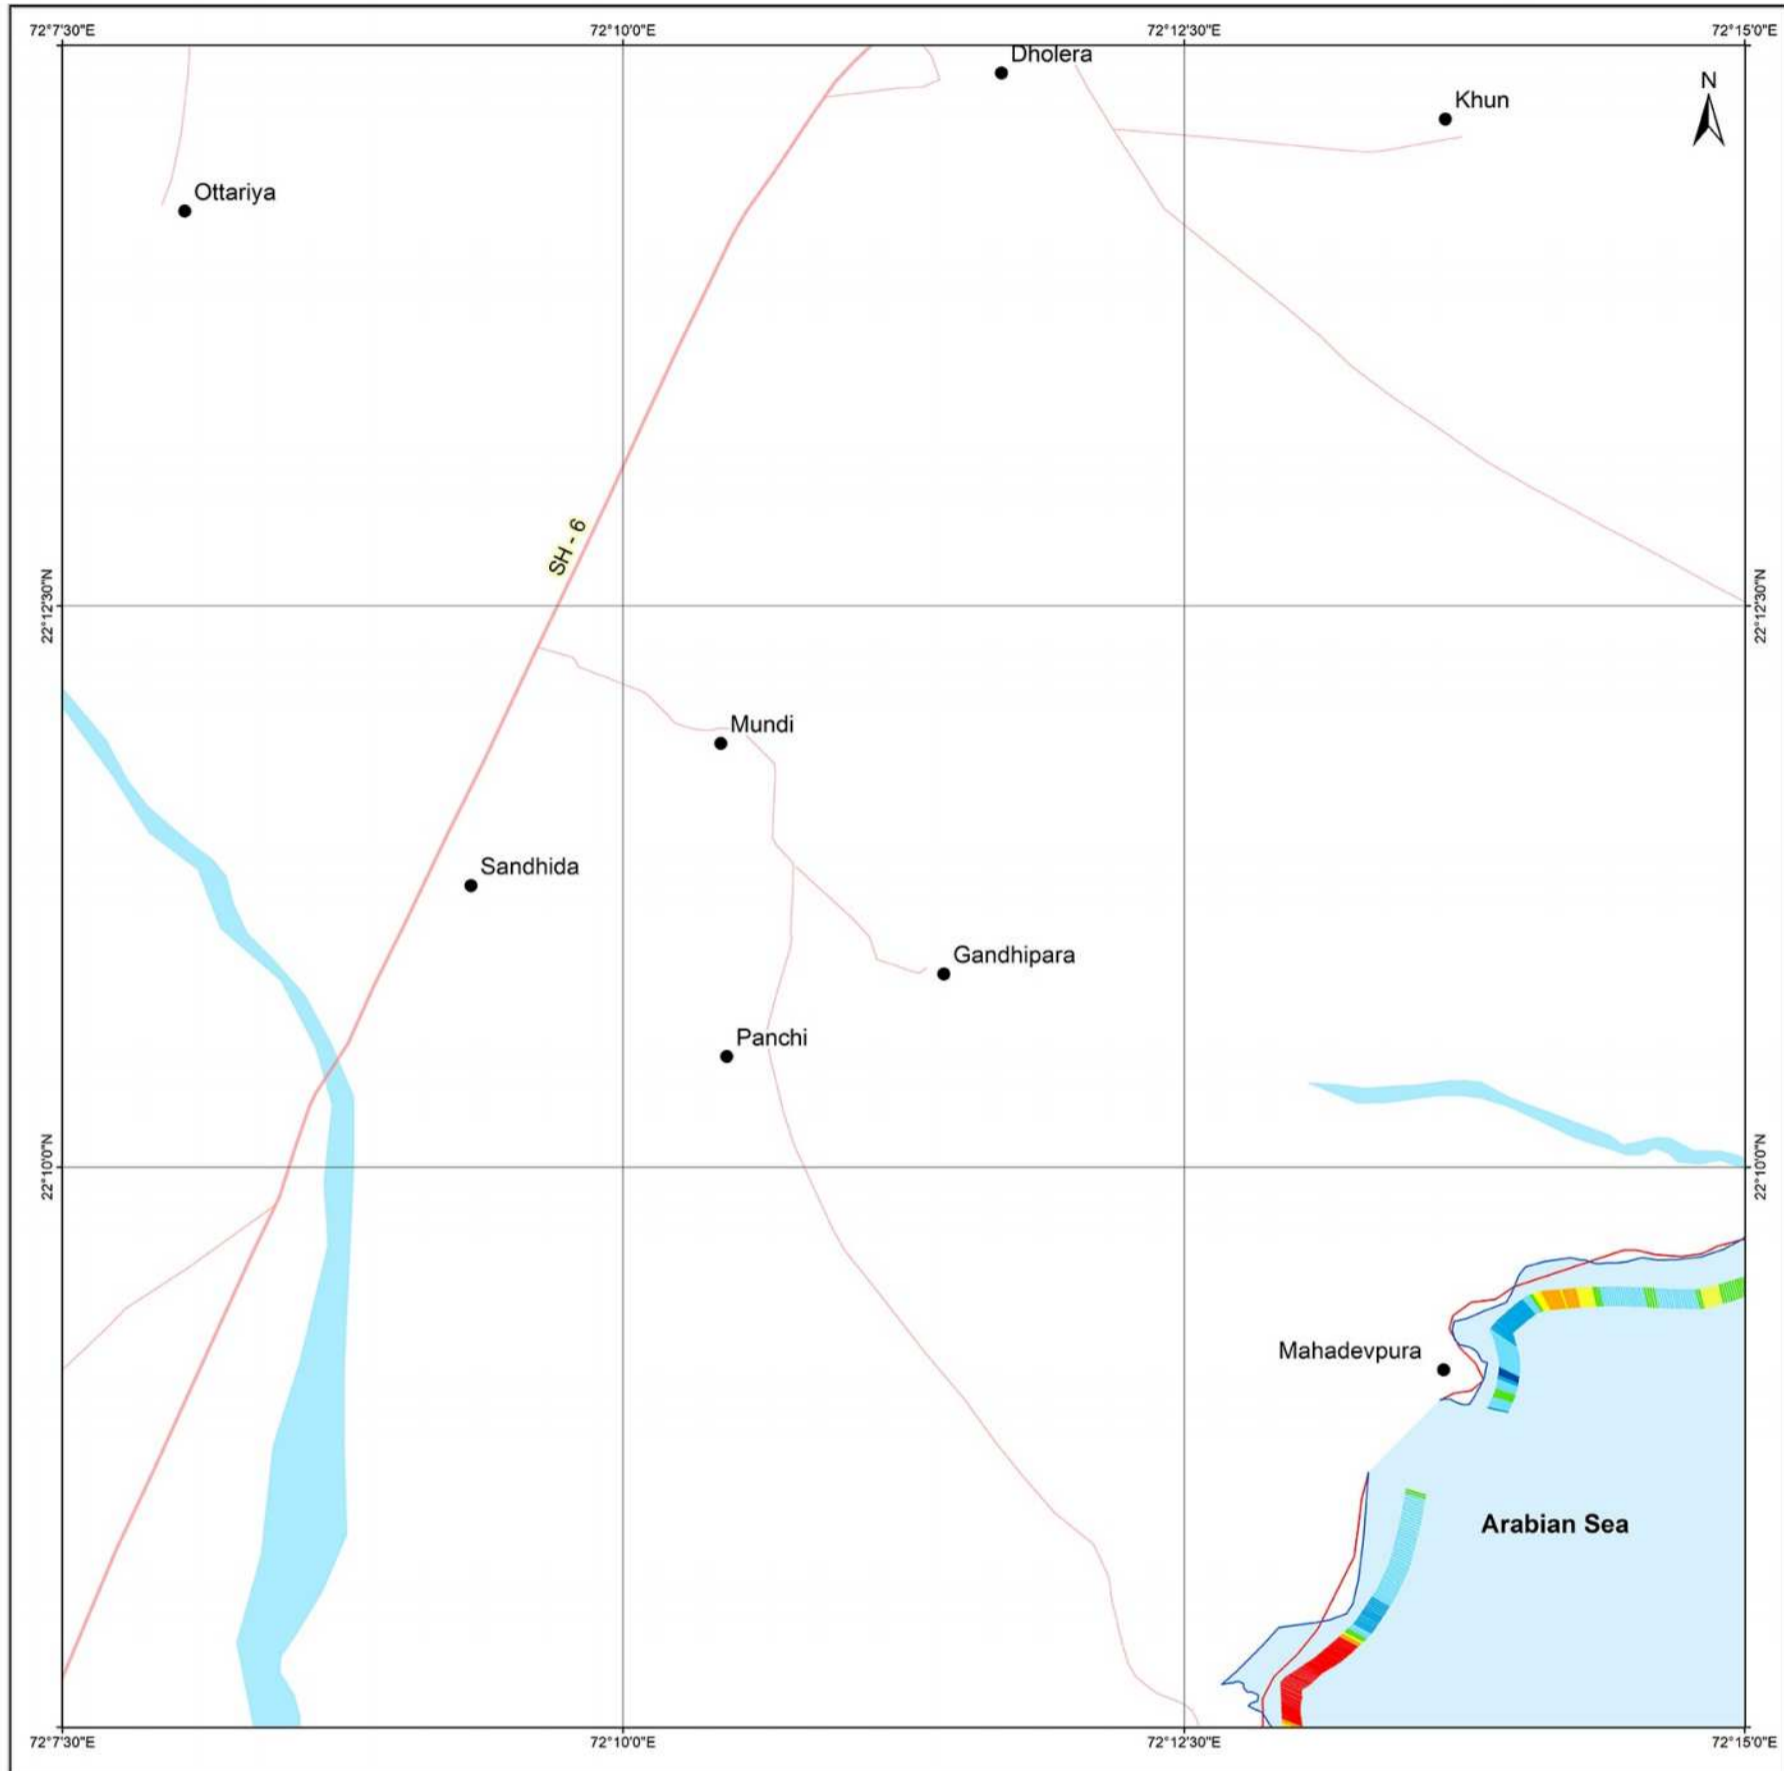 72°7'30"E
72°10'0"E
72°12'30"E
72°15'0"E
Dholera
N
Khun
Ottariya
SH - 6
22°12'30"N
22°12'30"N
Mundi
Sandhida
Gandhipara
Panchi
22°10'0"N
22°10'0"N
Mahadevpura
Arabian Sea
72°7'30"E
72°10'0"E
72°12'30"E
72°15'0"E